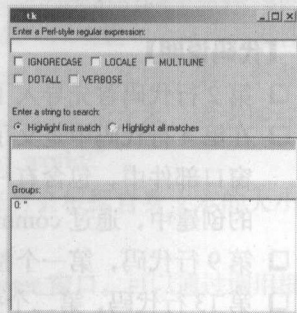 tk
Enter a Perl-style regular expression:
IGNORECASE LOCALE MULTILINE
DOTALL VERBOSE
Enter a string to search:
Highlight first match Highlight all matches
Groups:
0: ''